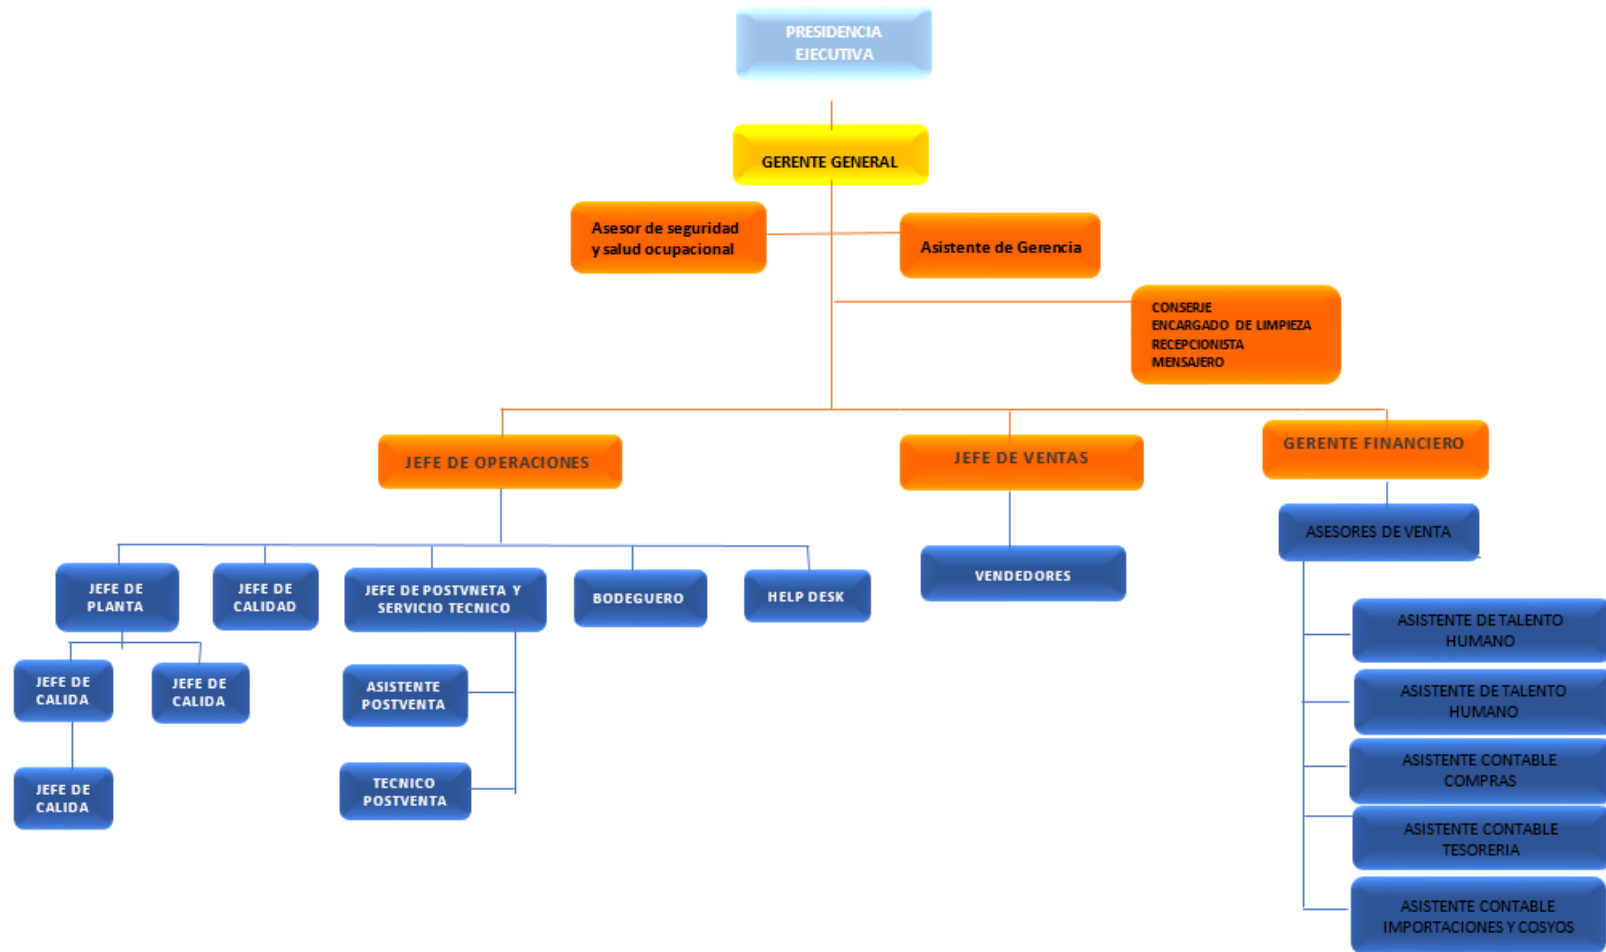 PRESIDENCIA
EJECUTIVA
GERENTE GENERAL
Asesor de seguridad
y salud ocupacional
Asistente de Gerencia
CONSERJE
ENCARGADO DE LIMPIEZA
RECEPCIONISTA
MENSAJERO
JEFE DE OPERACIONES
JEFE DE VENTAS
GERENTE FINANCIERO
JEFE DE
PLANTA
JEFE DE
CALIDAD
JEFE DE POSTVNETA Y
SERVICIO TECNICO
BODEGUERO
HELP DESK
VENDEDORES
ASESORES DE VENTA
JEFE DE
CALIDA
JEFE DE
CALIDA
JEFE DE
CALIDA
ASISTENTE
POSTVENTA
TECNICO
POSTVENTA
ASISTENTE DE TALENTO
HUMANO
ASISTENTE DE TALENTO
HUMANO
ASISTENTE CONTABLE
COMPRAS
ASISTENTE CONTABLE
TESORERIA
ASISTENTE CONTABLE
IMPORTACIONES Y COSYOS